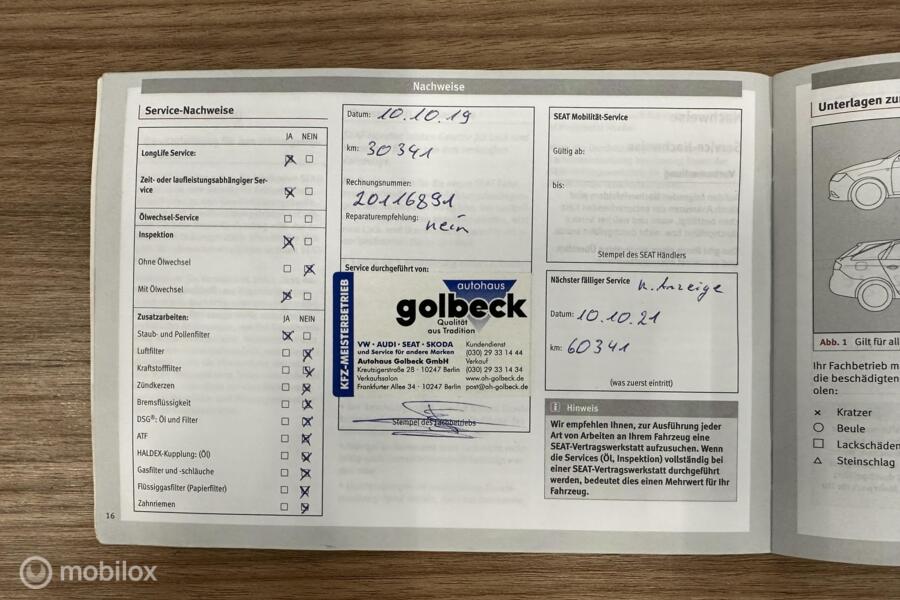 Nachweise
Service-Nachweise
JA NEIN
LongLife Service:
Zeit- oder laufleistungsabhängiger Ser-
vice
Ölwechsel-Service
Inspektion
Ohne Ölwechsel
Mit Ölwechsel
Zusatzarbeiten: JA NEIN
Staub- und Pollenfilter
Luftfilter
Kraftstofffilter
Zündkerzen
Bremsflüssigkeit
DSG®: Öl und Filter
ATF
HALDEX-Kupplung: (Öl)
Gasfilter und -schläuche
Flüssiggasfilter (Papierfilter)
Zahnriemen
16
Datum: 10.10.19
km: 30341
Rechnungsnummer:
20116891
Reparaturempfehlung:
nein
Service durchgeführt von:
KFZ-MEISTERBETRIEB
autohaus
golbeck
Qualität
aus Tradition
VW · AUDI · SEAT · SKODA
und Service für andere Marken
Autohaus Golbeck GmbH
Kreutzigerstraße 5 · 10247 Berlin
Verkaufssalon
Frankfurter Allee 34 · 10247 Berlin
Kundendienst
(030) 29 33 14 44
Verkauf
(030) 29 33 14 34
www.ah-golbeck.de
post@ah-golbeck.de
Stempel des Fachbetriebs
SEAT Mobilität-Service
Gültig ab:
bis:
Stempel des SEAT Händlers
Nächster fälliger Service n. Anzeige
Datum: 10.10.21
km: 60341
(was zuerst eintritt)
i Hinweis
Wir empfehlen Ihnen, zur Ausführung jeder
Art von Arbeiten an Ihrem Fahrzeug eine
SEAT-Vertragswerkstatt aufzusuchen. Wenn
die Services (Öl, Inspektion) vollständig bei
einer SEAT-Vertragswerkstatt durchgeführt
werden, bedeutet dies einen Mehrwert für Ihr
Fahrzeug.
Unterlagen zu
Abb. 1 Gilt für all
Ihr Fachbetrieb m
die beschädigten
olen:
Kratzer
Beule
Lackschäden
Steinschlag
mobilox